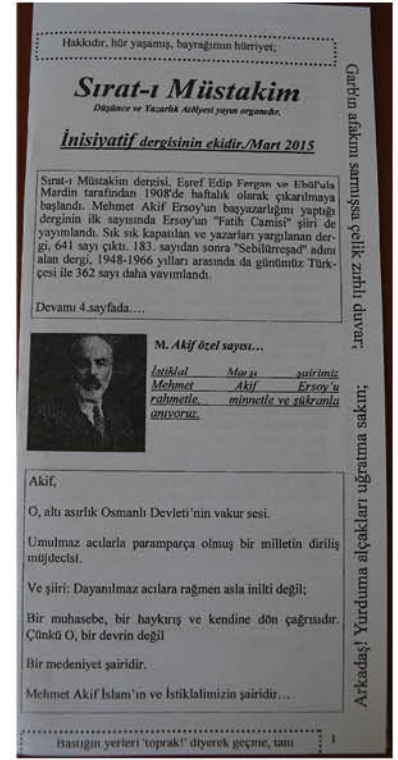 Hakkıdır, hür yaşamış, bayrağımın hürriyet;
Sırat-ı Müstakim
Düşünce ve Yazarlık Atölyesi yayın organıdır.
İnisiyatif dergisinin ekidir./Mart 2015
Sırat-ı Müstakim dergisi, Eşref Edip Fergan ve Ebül'ula
Mardin tarafından 1908'de haftalık olarak çıkarılmaya
başlandı. Mehmet Akif Ersoy'un başyazarlığını yaptığı
derginin ilk sayısında Ersoy'un "Fatih Camisi" şiiri de
yayımlandı. Sık sık kapatılan ve yazarları yargılanan der-
gi, 641 sayı çıktı. 183. sayıdan sonra "Sebilürreşad" adını
alan dergi, 1948-1966 yılları arasında da günümüz Türk-
çesi ile 362 sayı daha yayımlandı.
Devamı 4.sayfada….
M. Akif özel sayısı…
İstiklal Marşı şairimiz
Mehmet Akif Ersoy'u
rahmetle, minnetle ve şükranla
anıyoruz.
Akif,
O, altı asırlık Osmanlı Devleti'nin vakur sesi.
Umulmaz acılarla paramparça olmuş bir milletin diriliş
müjdecisi.
Ve şiiri: Dayanılmaz acılara rağmen asla inilti değil;
Bir muhasebe, bir haykırış ve kendine dön çağrısıdır.
Çünkü O, bir devrin değil
Bir medeniyet şairidir.
Mehmet Akif İslam'ın ve İstiklalimizin şairidir…
Bastığın yerleri 'toprak!' diyerek geçme, tanı
1
Garb'ın afakını sarmışsa çelik zırhlı duvar";
Arkadaş! Yurduma alçakları uğratma sakın;